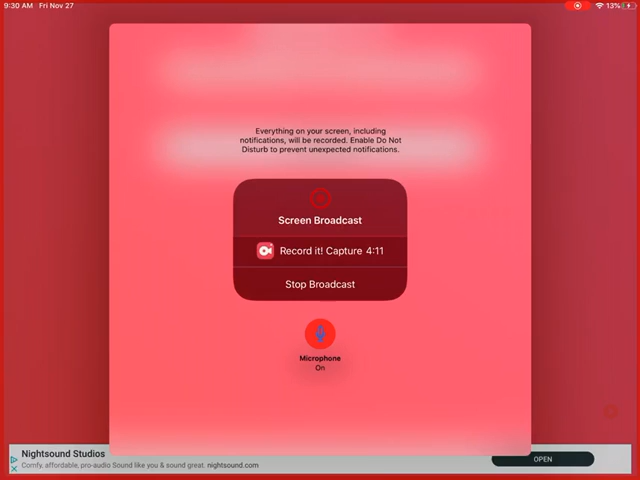 9:30 AM Fri Nov 27
13%
Everything on your screen, including
notifications, will be recorded. Enable Do Not
Disturb to prevent unexpected notifications.
Screen Broadcast
Record it! Capture 4:11
Stop Broadcast
Microphone
On
Nightsound Studios
Comfy, affordable, pro-audio Sound like you & sound great. nightsound.com
OPEN